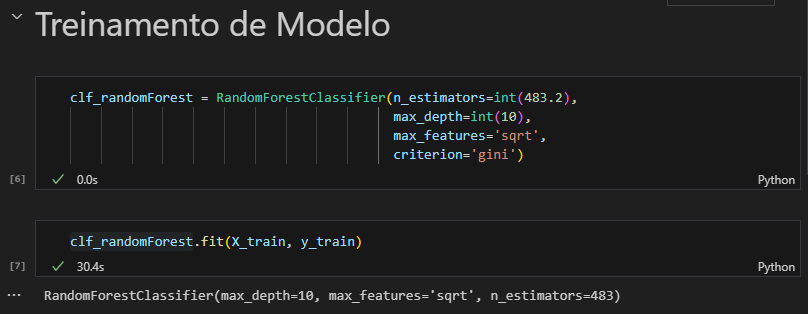 Treinamento de Modelo
clf_randomForest = RandomForestClassifier(n_estimators=int(483.2),
max_depth=int(10),
max_features='sqrt',
criterion='gini')
[6] 0.0s Python
clf_randomForest.fit(X_train, y_train)
[7] 30.4s Python
... RandomForestClassifier(max_depth=10, max_features='sqrt', n_estimators=483)